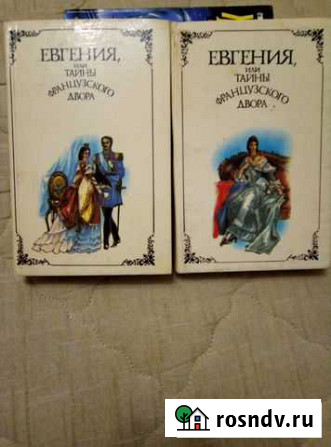 ЕВГЕНИЯ,
ИЛИ
ТАЙНЫ
ФРАНЦУЗСКОГО
ДВОРА
ЕВГЕНИЯ,
ИЛИ
ТАЙНЫ
ФРАНЦУЗСКОГО
ДВОРА
rosndv.ru